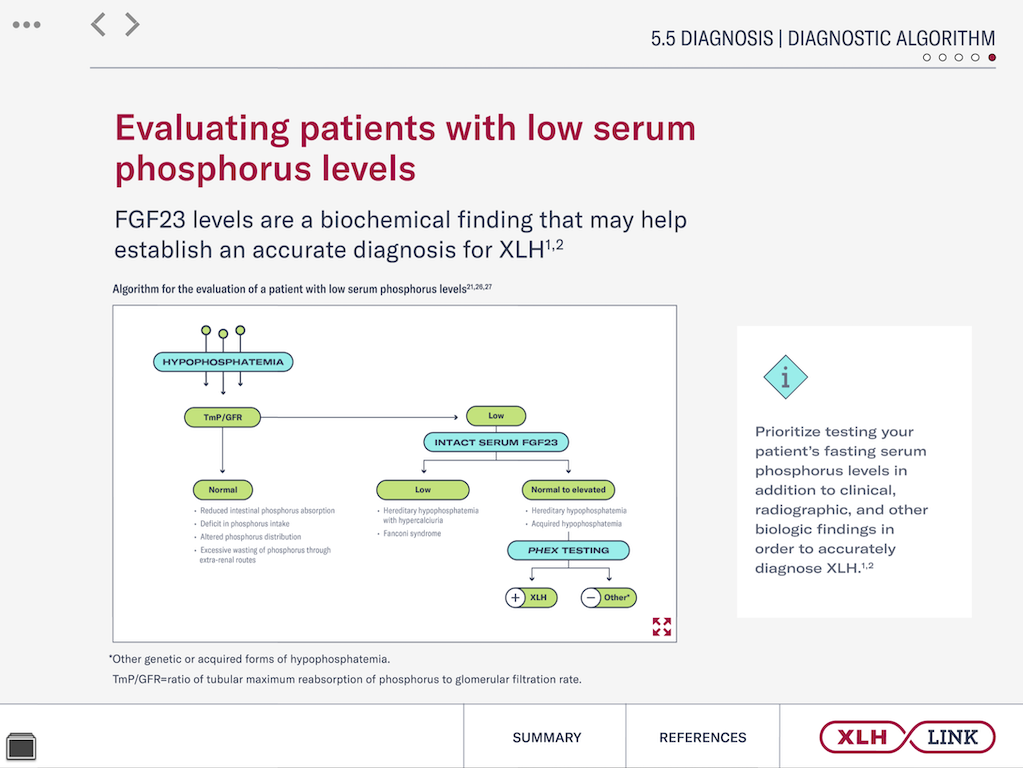 5.5 DIAGNOSIS | DIAGNOSTIC ALGORITHM
Evaluating patients with low serum
phosphorus levels
FGF23 levels are a biochemical finding that may help
establish an accurate diagnosis for XLH1,2
Algorithm for the evaluation of a patient with low serum phosphorus levels21,26,27
HYPOPHOSPHATEMIA
TmP/GFR
Low
INTACT SERUM FGF23
Normal
• Reduced intestinal phosphorus absorption
• Deficit in phosphorus intake
• Altered phosphorus distribution
• Excessive wasting of phosphorus through
extra-renal routes
Low
• Hereditary hypophosphatemia
with hypercalciuria
• Fanconi syndrome
Normal to elevated
• Hereditary hypophosphatemia
• Acquired hypophosphatemia
PHEX TESTING
+ XLH
− Other*
i
Prioritize testing your
patient’s fasting serum
phosphorus levels in
addition to clinical,
radiographic, and other
biologic findings in
order to accurately
diagnose XLH.1,2
*Other genetic or acquired forms of hypophosphatemia.
TmP/GFR=ratio of tubular maximum reabsorption of phosphorus to glomerular filtration rate.
SUMMARY
REFERENCES
XLH LINK